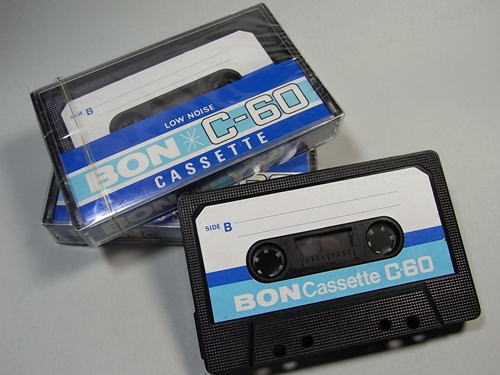 SIDE B
LOW NOISE
BON C-60
CASSETTE
SIDE B
BON Cassette C-60